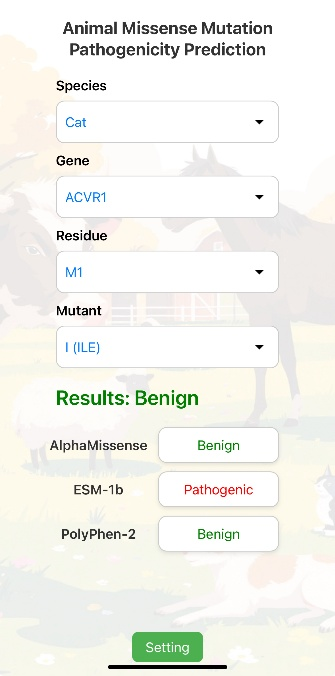 Animal Missense Mutation
Pathogenicity Prediction
Species
Cat
Gene
ACVR1
Residue
M1
Mutant
I (ILE)
Results: Benign
AlphaMissense Benign
ESM-1b Pathogenic
PolyPhen-2 Benign
Setting